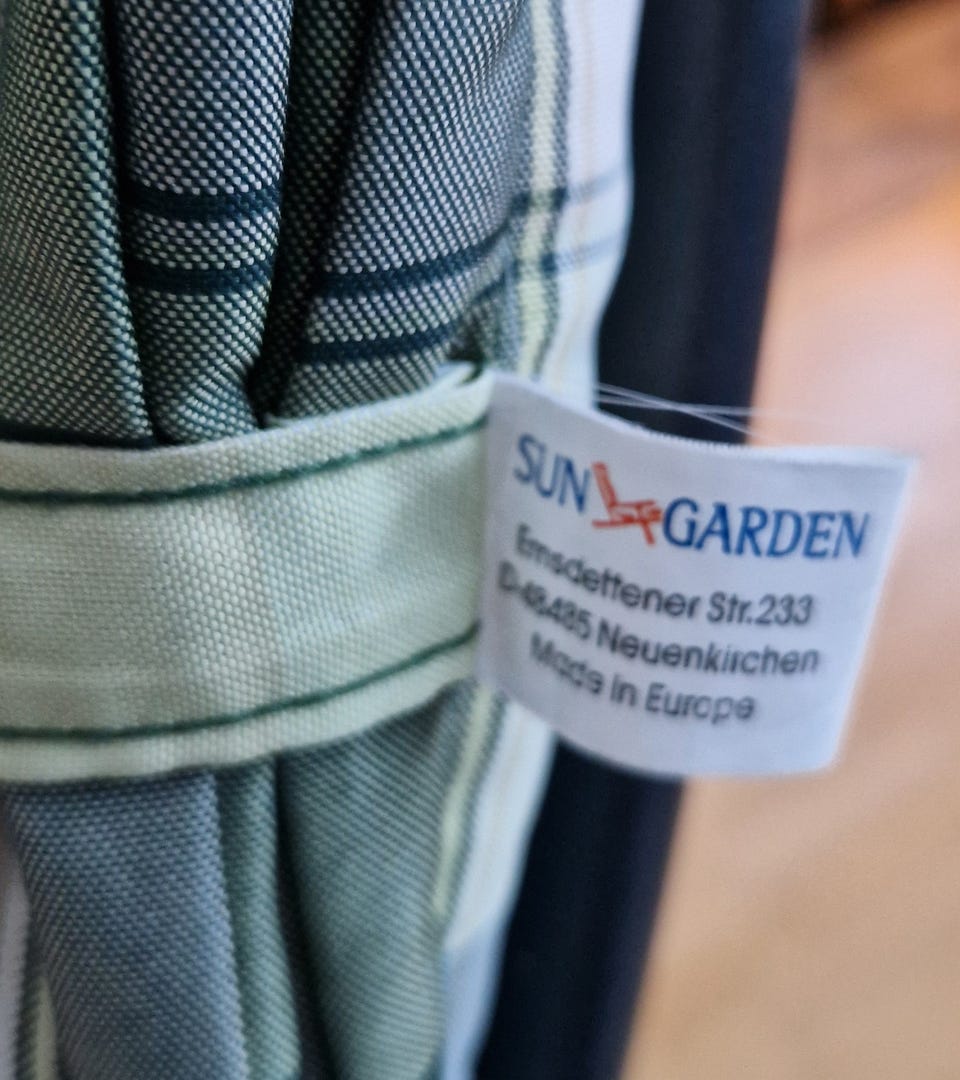 SUN GARDEN
Emsdettener Str.233
D-48485 Neuenkirchen
Made in Europe